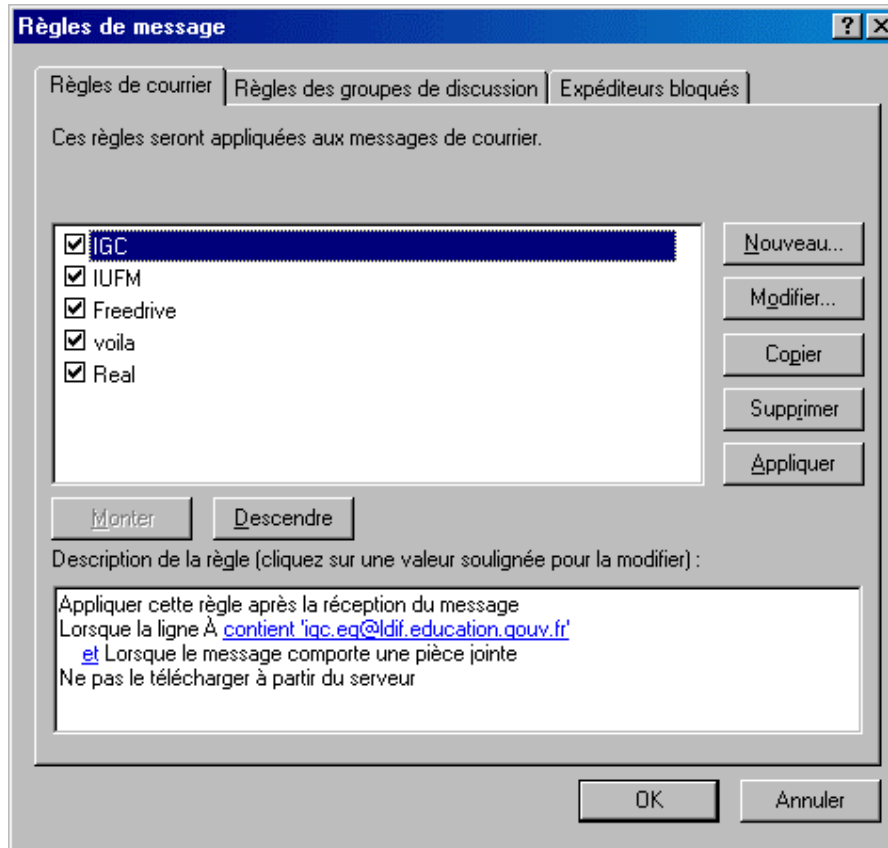 Règles de message
Règles de courrier
Règles des groupes de discussion
Expéditeurs bloqués
Ces règles seront appliquées aux messages de courrier.
IGC
IUFM
Freedrive
voila
Real
Nouveau...
Modifier...
Copier
Supprimer
Appliquer
Monter
Descendre
Description de la règle (cliquez sur une valeur soulignée pour la modifier) :
Appliquer cette règle après la réception du message
Lorsque la ligne À contient 'igc.eg@ldif.education.gouv.fr'
et Lorsque le message comporte une pièce jointe
Ne pas le télécharger à partir du serveur
OK
Annuler